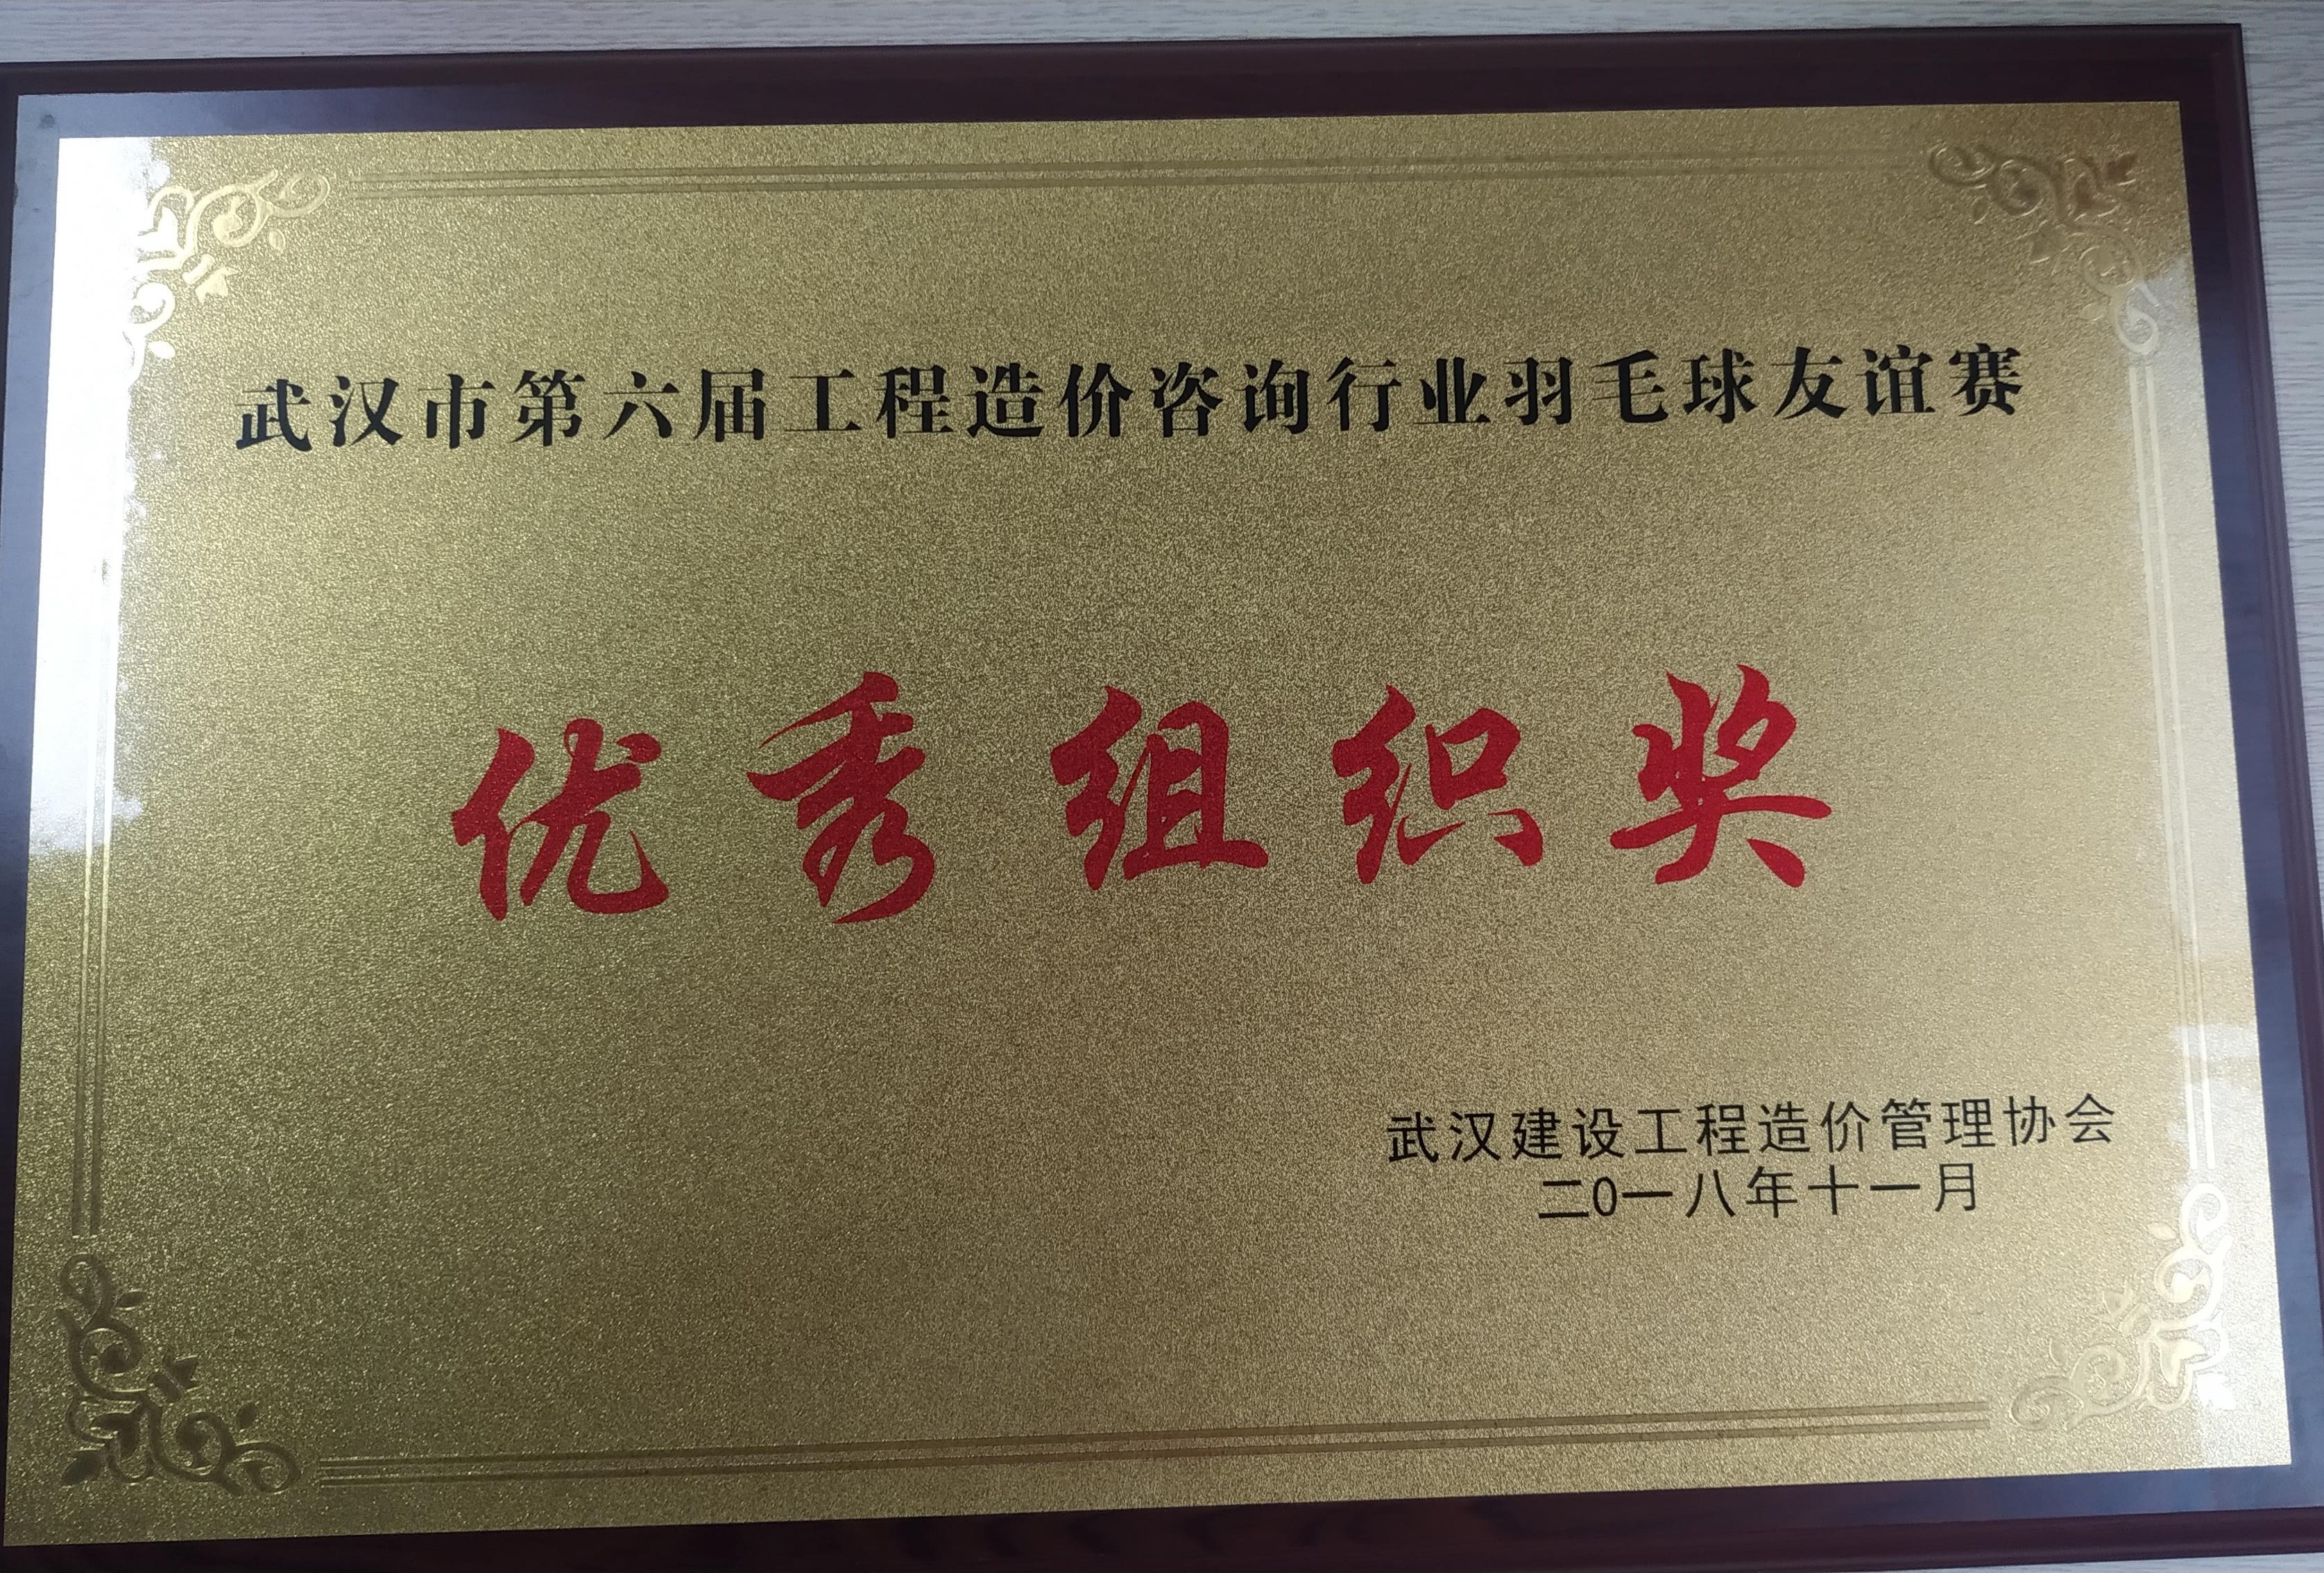 武汉市第六届工程造价咨询行业羽毛球友谊赛
优秀组织奖
武汉建设工程造价管理协会
二0一八年十一月